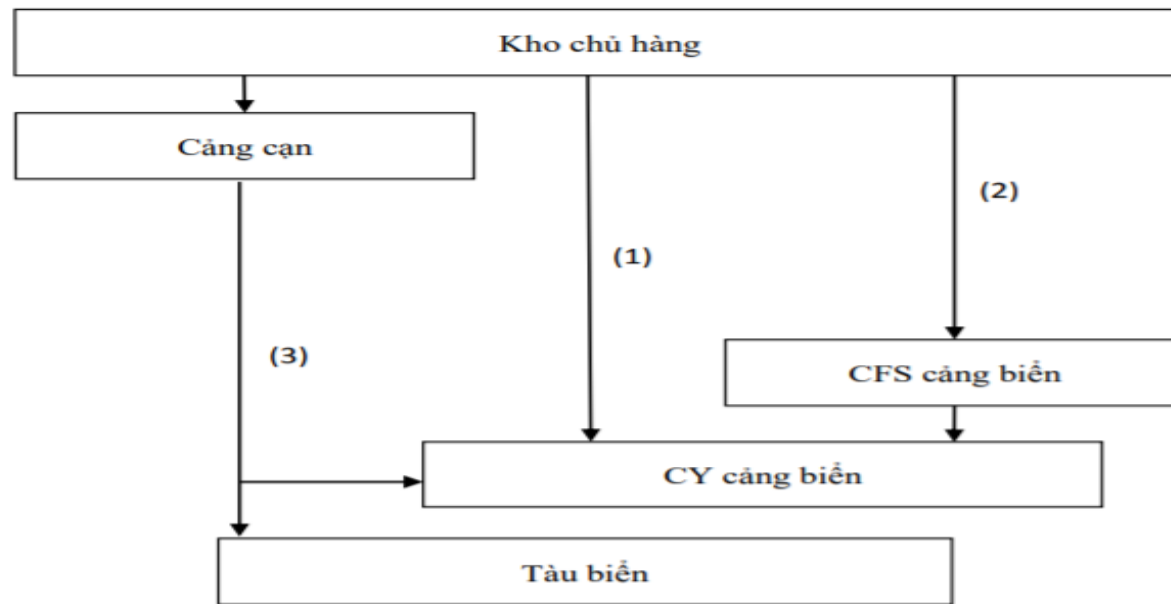 Kho chủ hàng
Cảng cạn
(2)
(1)
(3)
CFS cảng biển
CY cảng biển
Tàu biển